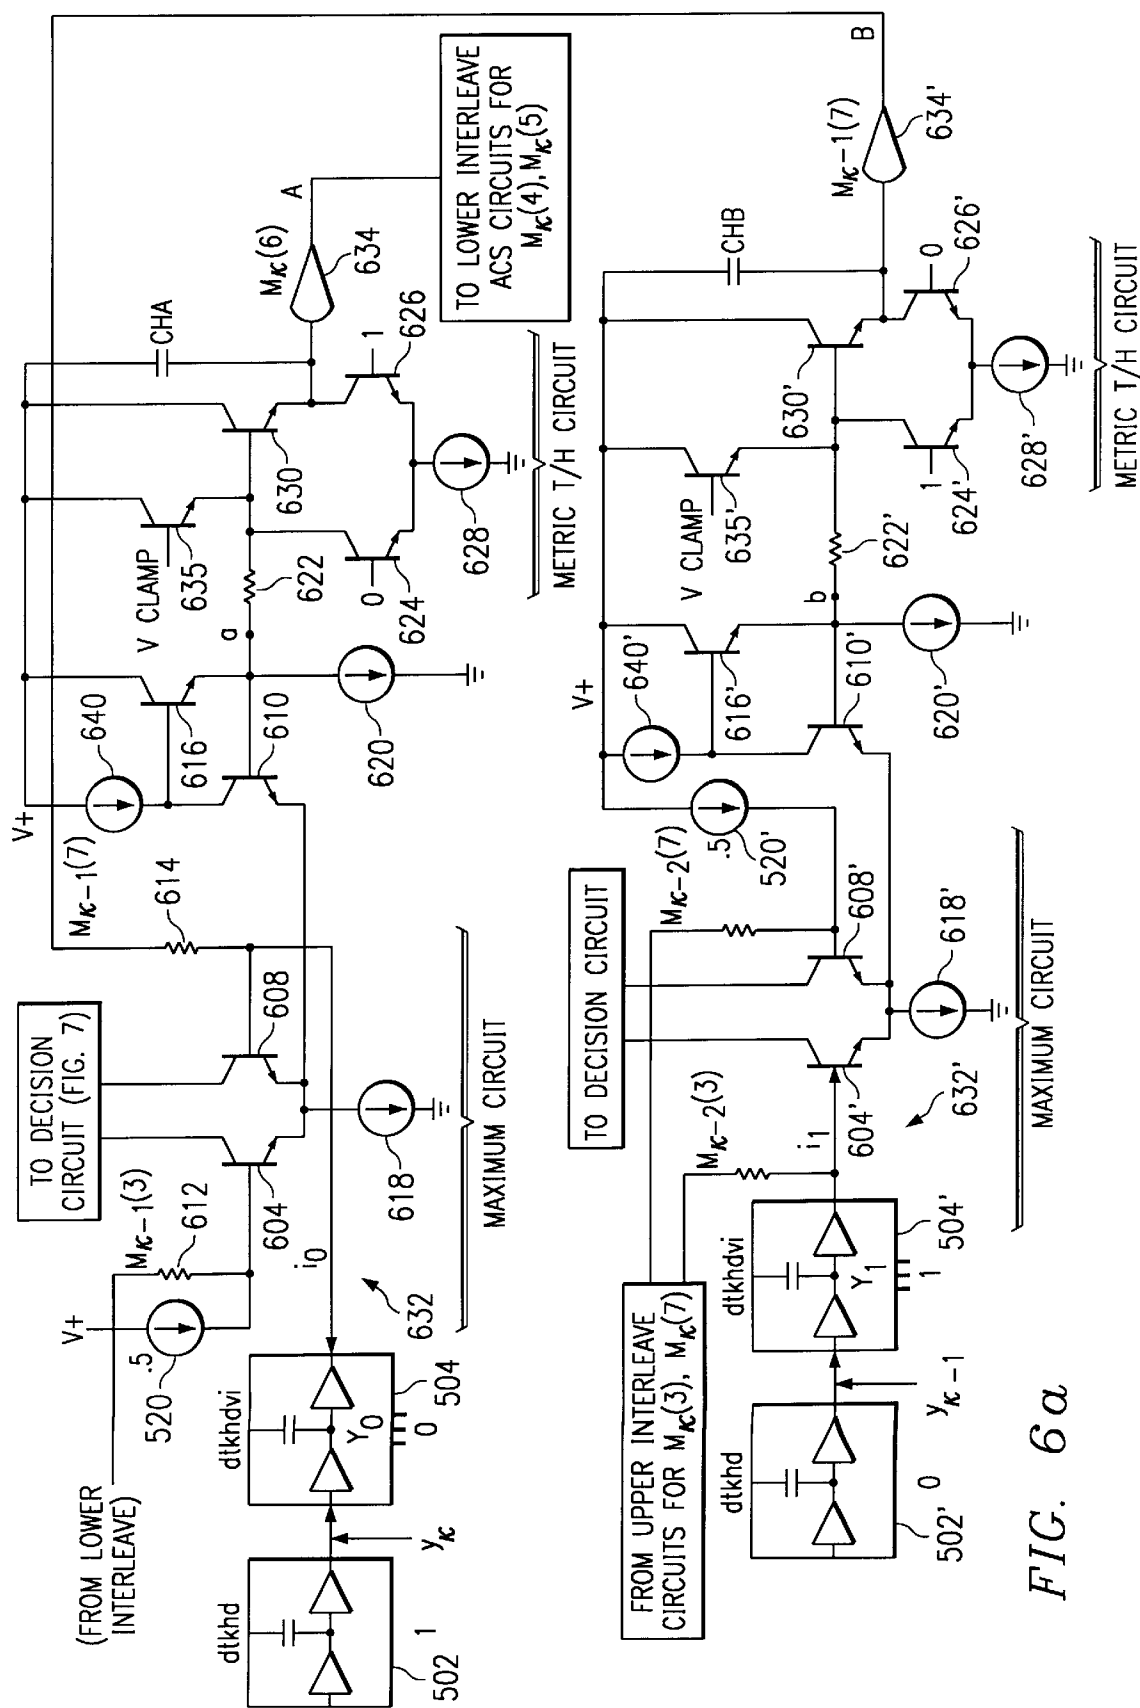 (FROM LOWER
INTERLEAVE)
V+
.5
520
Mκ−1(3)
612
TO DECISION
CIRCUIT (FIG. 7)
604
608
Mκ−1(7)
614
V+
640
616
610
a
V CLAMP
635
622
620
0
624
628
630
CHA
1
626
Mκ(6)
634
A
TO LOWER INTERLEAVE
ACS CIRCUITS FOR
Mκ(4), Mκ(5)
dtkhd
1
502
yκ
dtkhdvi
Y0
0
504
i0
632
618
MAXIMUM CIRCUIT
METRIC T/H CIRCUIT
FROM UPPER INTERLEAVE
CIRCUITS FOR Mκ(3), Mκ(7)
Mκ−2(3)
TO DECISION CIRCUIT
Mκ−2(7)
.5
520'
V+
640'
616'
610'
b
V CLAMP
635'
622'
620'
1
624'
628'
630'
CHB
0
626'
Mκ−1(7)
634'
B
dtkhd
0
502'
yκ−1
dtkhdvi
Y1
1
504'
i1
604'
608'
632'
618'
MAXIMUM CIRCUIT
METRIC T/H CIRCUIT
FIG. 6a